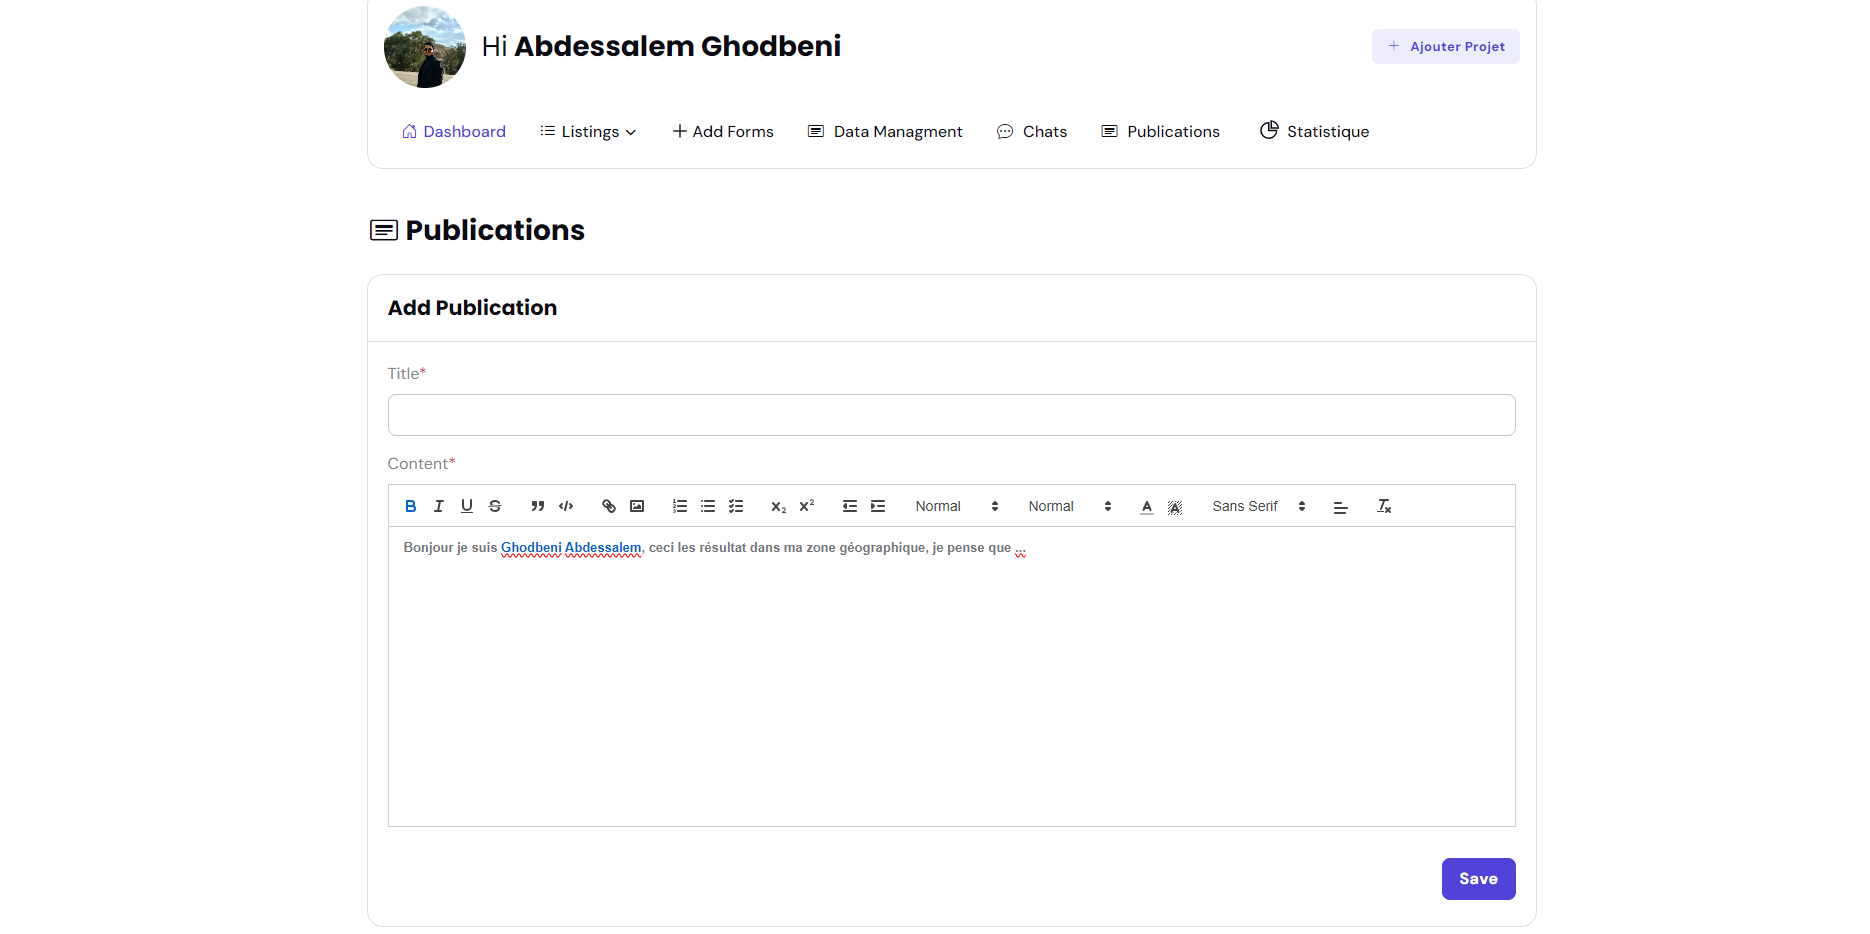 Hi Abdessalem Ghodbeni
+ Ajouter Projet
Dashboard Listings + Add Forms Data Managment Chats Publications Statistique
Publications
Add Publication
Title*
Content*
B I U S Normal Normal A A Sans Serif
Bonjour je suis Ghodbeni Abdessalem, ceci les résultat dans ma zone géographique, je pense que ...
Save